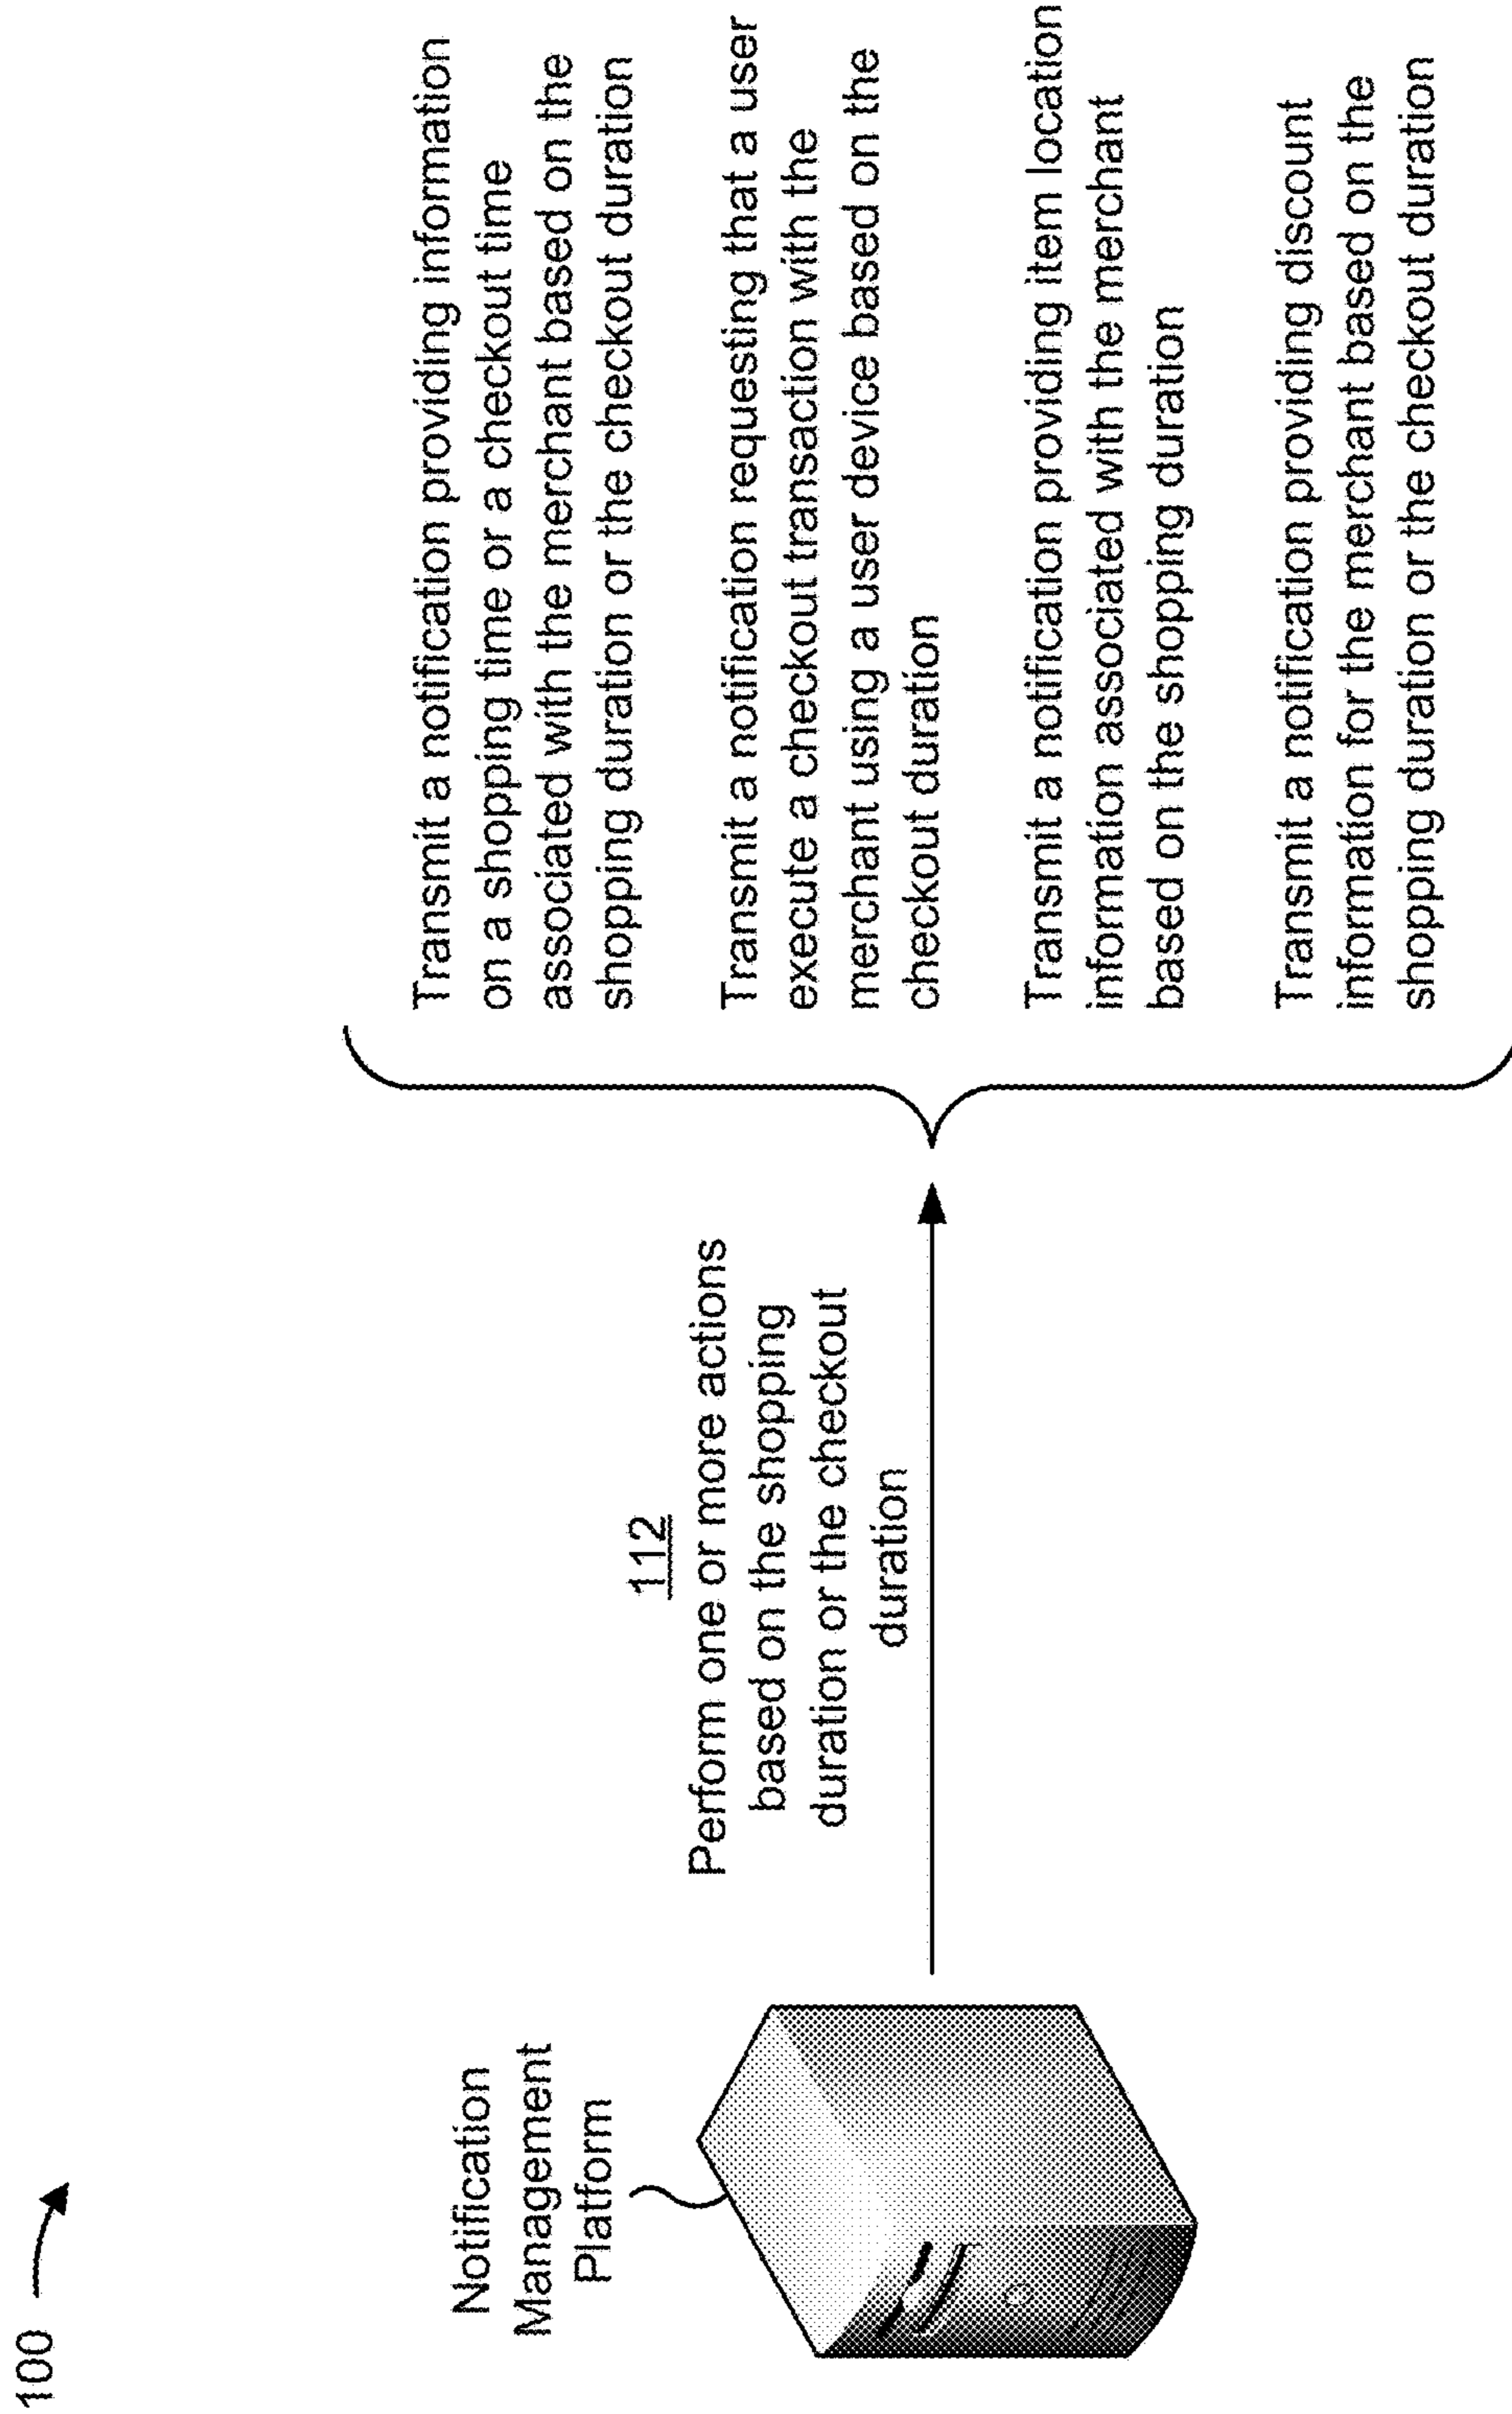 100
Notification
Management
Platform
112
Perform one or more actions
based on the shopping
duration or the checkout
duration
Transmit a notification providing information
on a shopping time or a checkout time
associated with the merchant based on the
shopping duration or the checkout duration
Transmit a notification requesting that a user
execute a checkout transaction with the
merchant using a user device based on the
checkout duration
Transmit a notification providing item location
information associated with the merchant
based on the shopping duration
Transmit a notification providing discount
information for the merchant based on the
shopping duration or the checkout duration